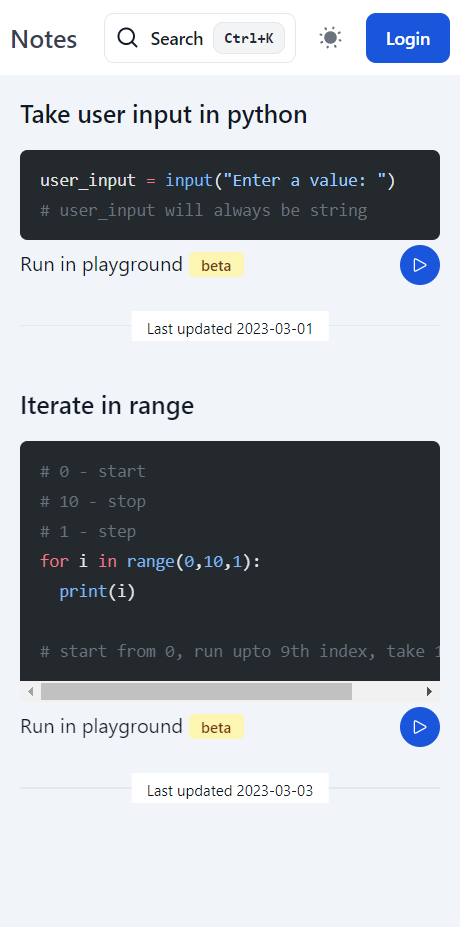 Notes
Search Ctrl+K
Login
Take user input in python
user_input = input("Enter a value: ")
# user_input will always be string
Run in playground beta
Last updated 2023-03-01
Iterate in range
# 0 - start
# 10 - stop
# 1 - step
for i in range(0,10,1):
  print(i)
# start from 0, run upto 9th index, take
Run in playground beta
Last updated 2023-03-03